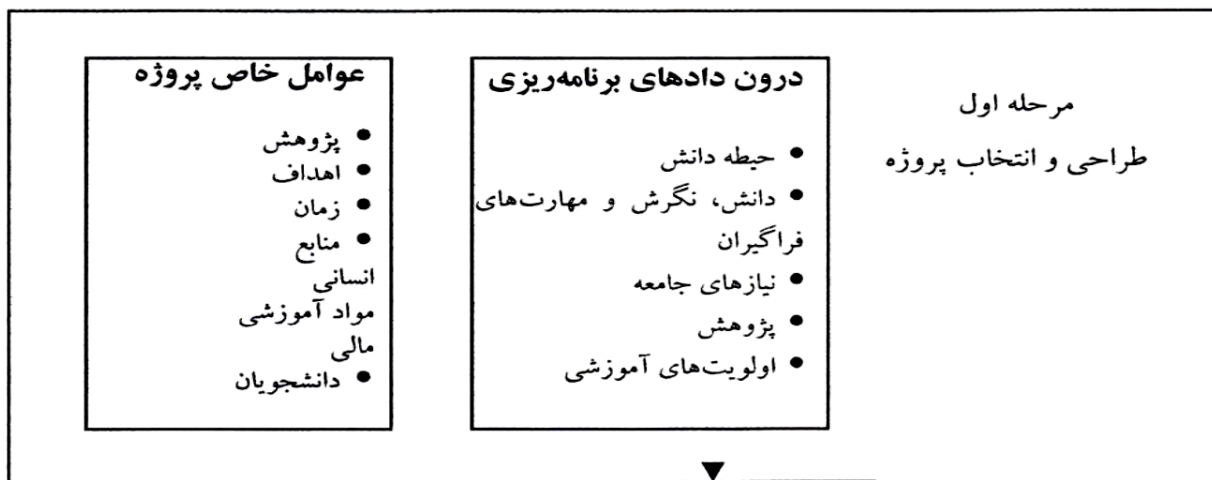 مرحله اول
طراحی و انتخاب پروژه
درون دادهای برنامه‌ریزی
• حیطه دانش
• دانش، نگرش و مهارت‌های
فراگیران
• نیازهای جامعه
• پژوهش
• اولویت‌های آموزشی
عوامل خاص پروژه
• پژوهش
• اهداف
• زمان
• منابع
انسانی
مواد آموزشی
مالی
• دانشجویان